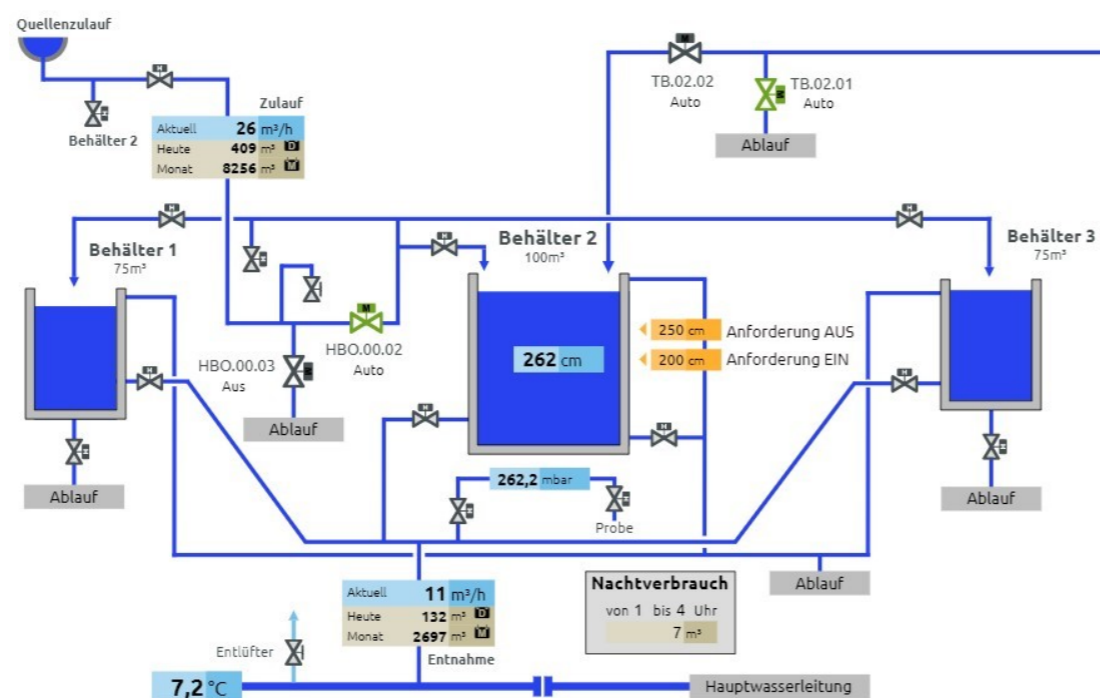 Quellenzulauf
Behälter 2
Zulauf
Aktuell 26 m³/h
Heute 409 m³ D
Monat 8256 m³ M
TB.02.02
Auto
TB.02.01
Auto
Ablauf
Behälter 1
75m³
Behälter 2
100m³
Behälter 3
75m³
HBO.00.03
Aus
HBO.00.02
Auto
Ablauf
262 cm
250 cm Anforderung AUS
200 cm Anforderung EIN
Ablauf
Ablauf
262,2 mbar
Probe
Aktuell 11 m³/h
Heute 132 m³ D
Monat 2697 m³ M
Entnahme
Nachtverbrauch
von 1 bis 4 Uhr
7 m³
Ablauf
Entlüfter
7,2 °C
Hauptwasserleitung